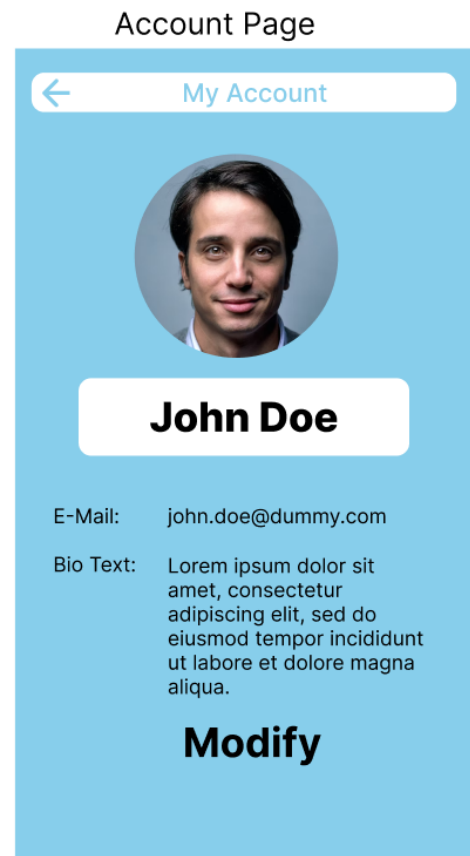 Account Page
My Account
John Doe
E-Mail: john.doe@dummy.com
Bio Text: Lorem ipsum dolor sit
amet, consectetur
adipiscing elit, sed do
eiusmod tempor incididunt
ut labore et dolore magna
aliqua.
Modify